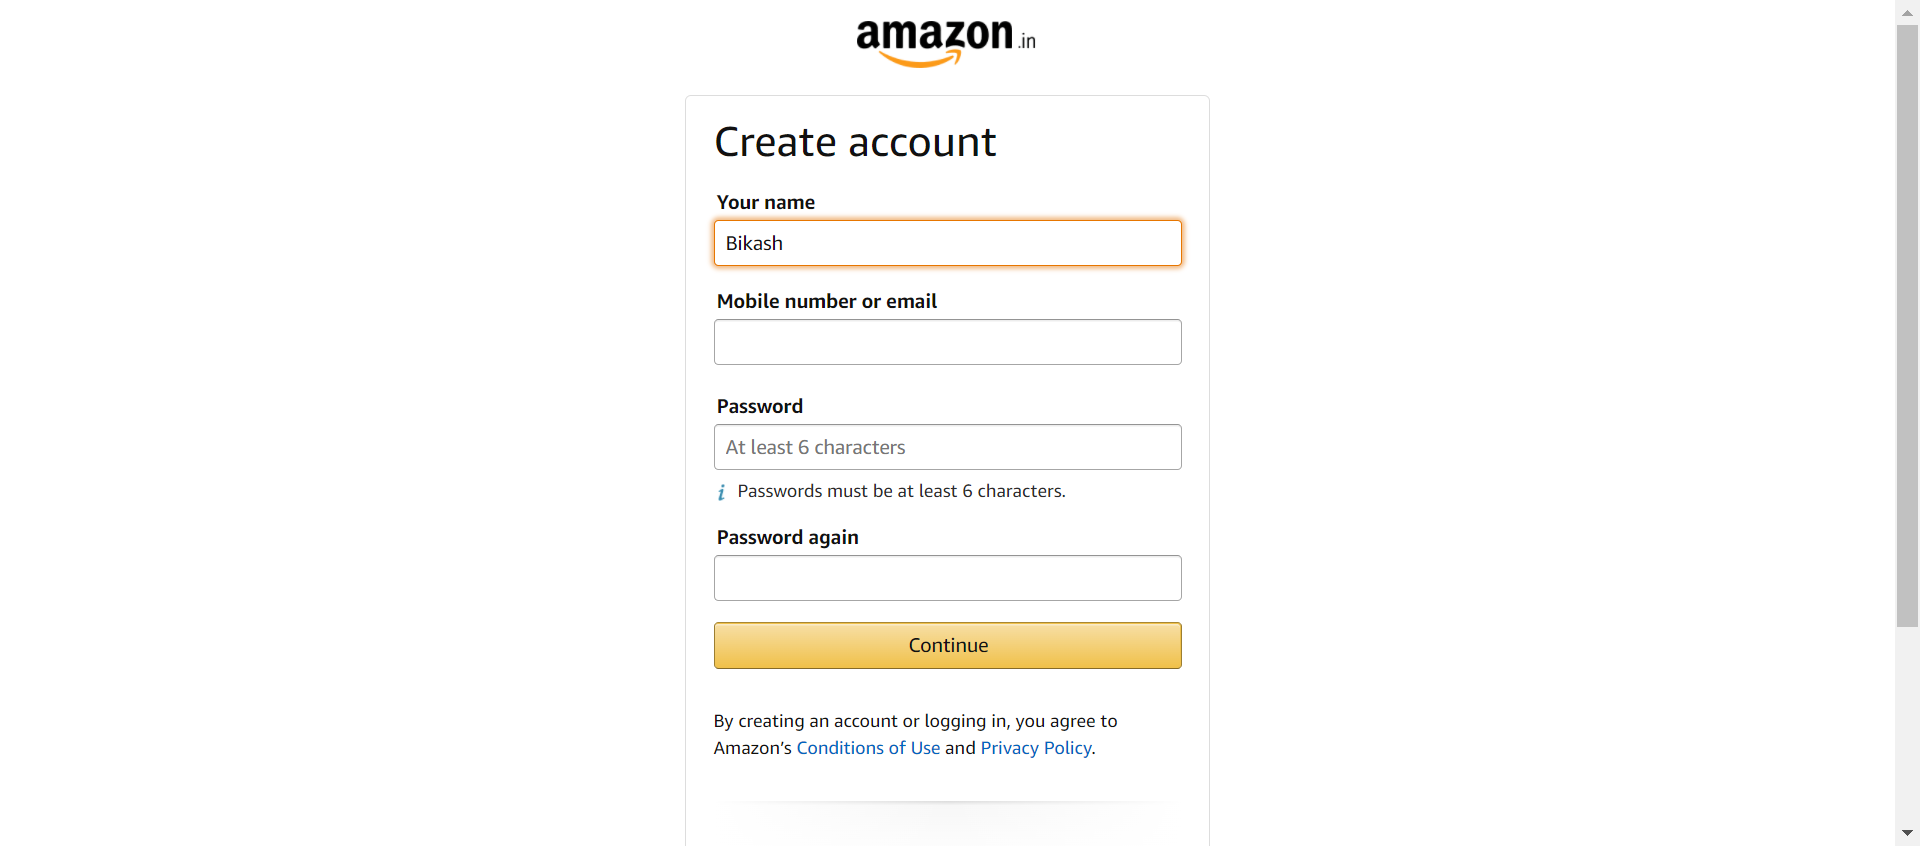 amazon.in
Create account
Your name
Bikash
Mobile number or email
Password
At least 6 characters
i Passwords must be at least 6 characters.
Password again
Continue
By creating an account or logging in, you agree to
Amazon’s Conditions of Use and Privacy Policy.